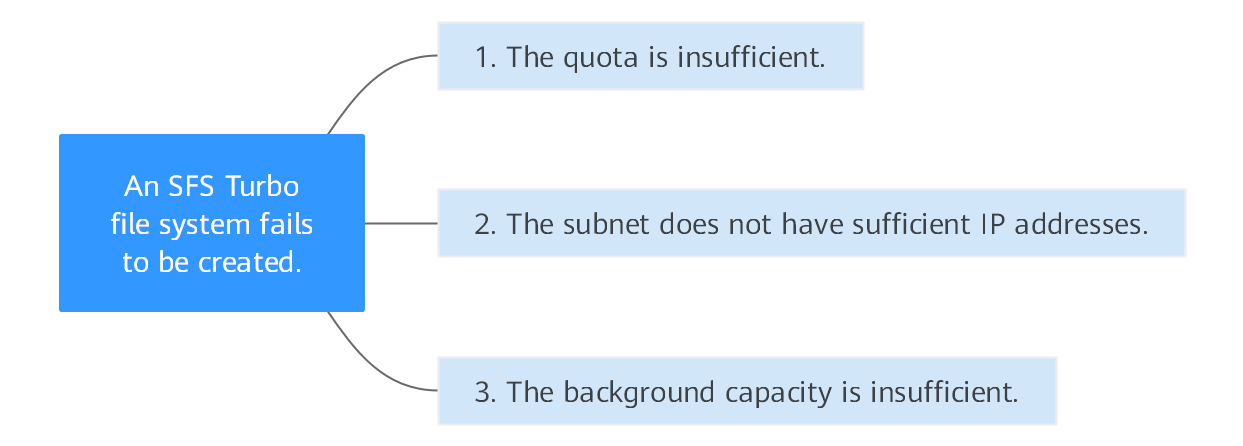 1. The quota is insufficient.
An SFS Turbo
file system fails
to be created.
2. The subnet does not have sufficient IP addresses.
3. The background capacity is insufficient.